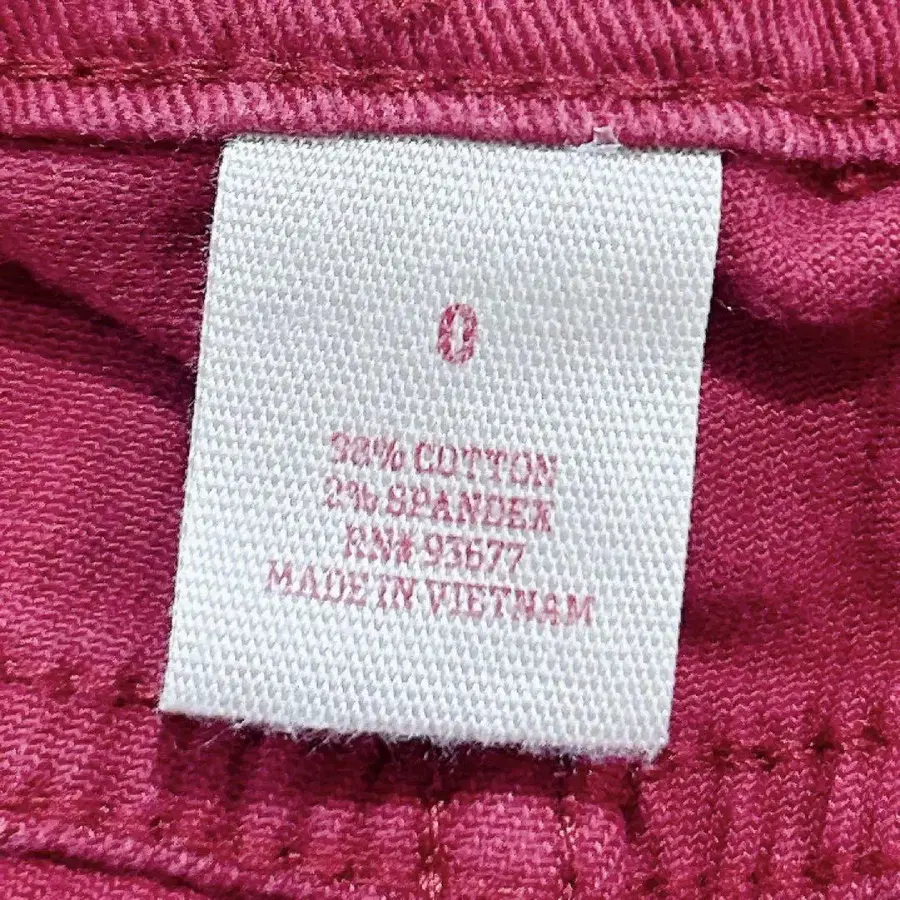 0
98% COTTON
2% SPANDEX
RN# 93677
MADE IN VIETNAM